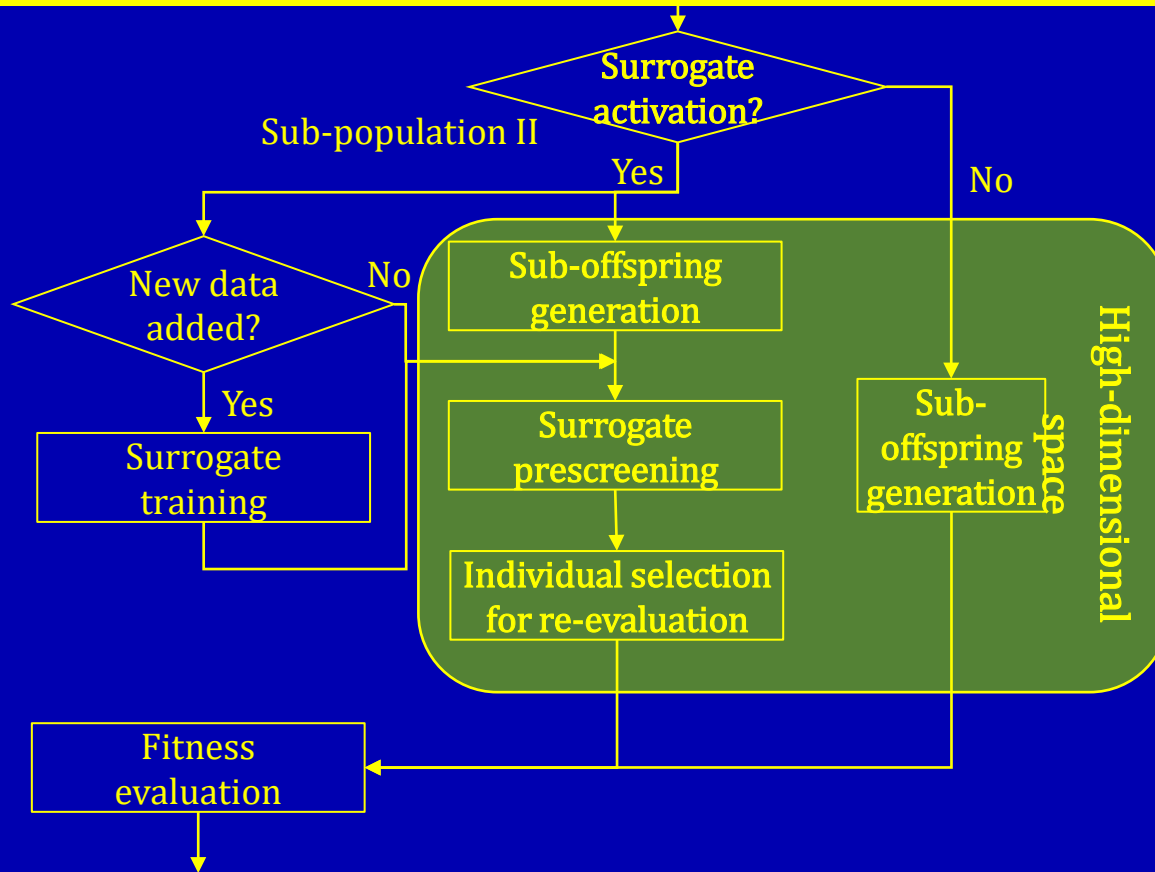 Surrogate
activation?
Sub-population II
Yes
No
New data
added?
No
Sub-offspring
generation
Yes
Surrogate
training
Surrogate
prescreening
Sub-
offspring
generation
High-dimensional
space
Individual selection
for re-evaluation
Fitness
evaluation